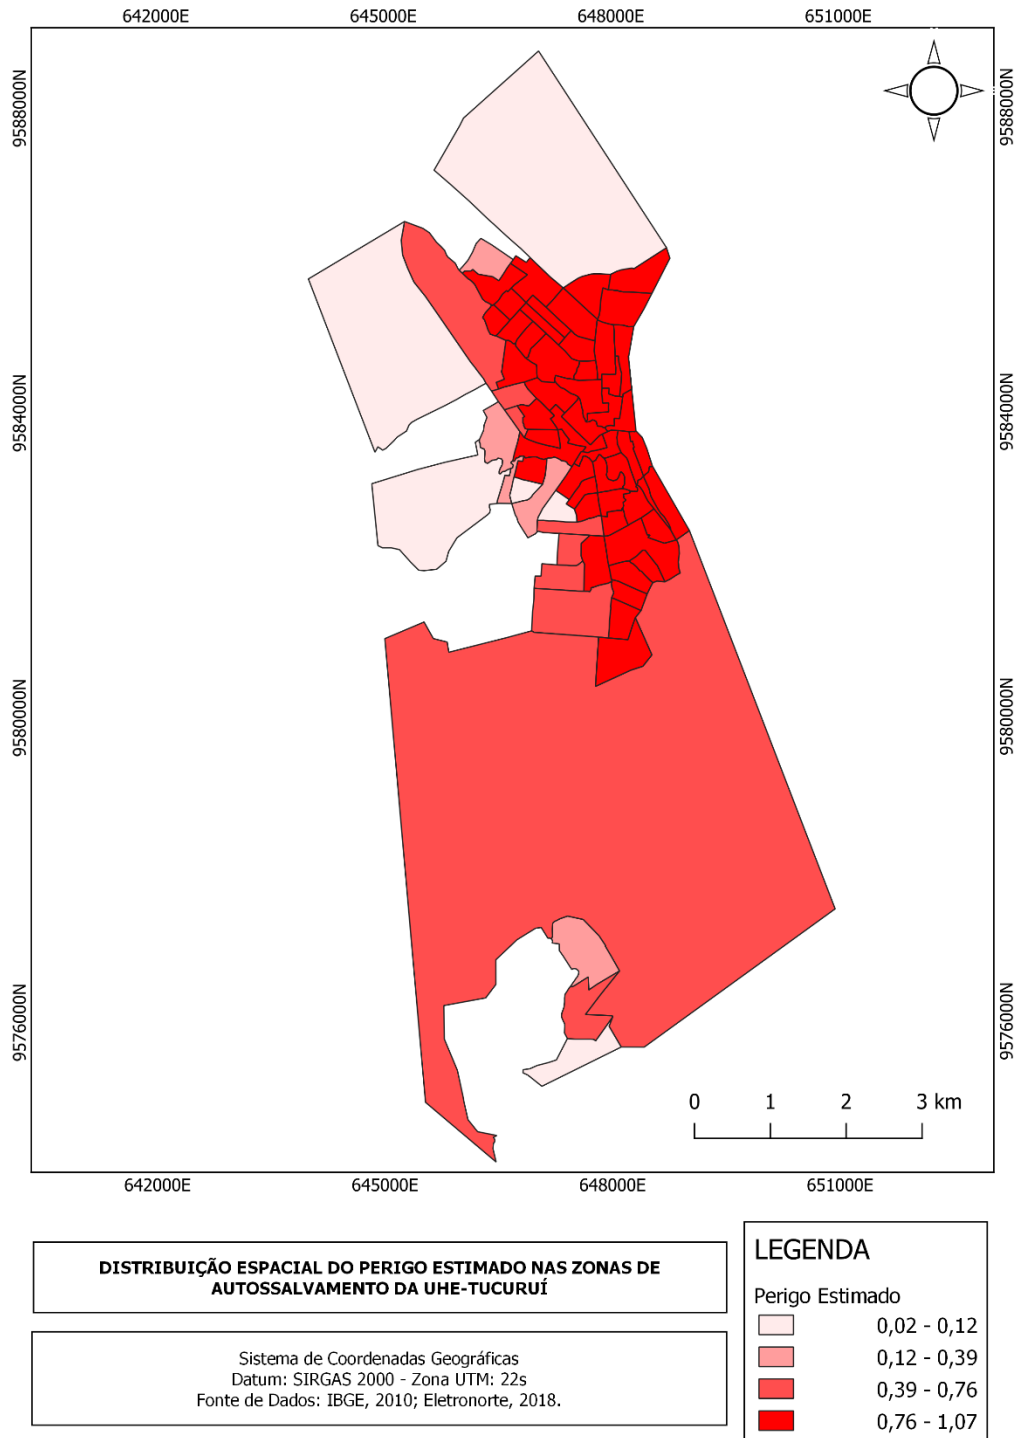 642000E 645000E 648000E 651000E
9588000N 9588000N
9584000N 9584000N
9580000N 9580000N
9576000N 9576000N
0 1 2 3 km
642000E 645000E 648000E 651000E
DISTRIBUIÇÃO ESPACIAL DO PERIGO ESTIMADO NAS ZONAS DE
AUTOSSALVAMENTO DA UHE-TUCURUÍ
Sistema de Coordenadas Geográficas
Datum: SIRGAS 2000 - Zona UTM: 22s
Fonte de Dados: IBGE, 2010; Eletronorte, 2018.
LEGENDA
Perigo Estimado
0,02 - 0,12
0,12 - 0,39
0,39 - 0,76
0,76 - 1,07